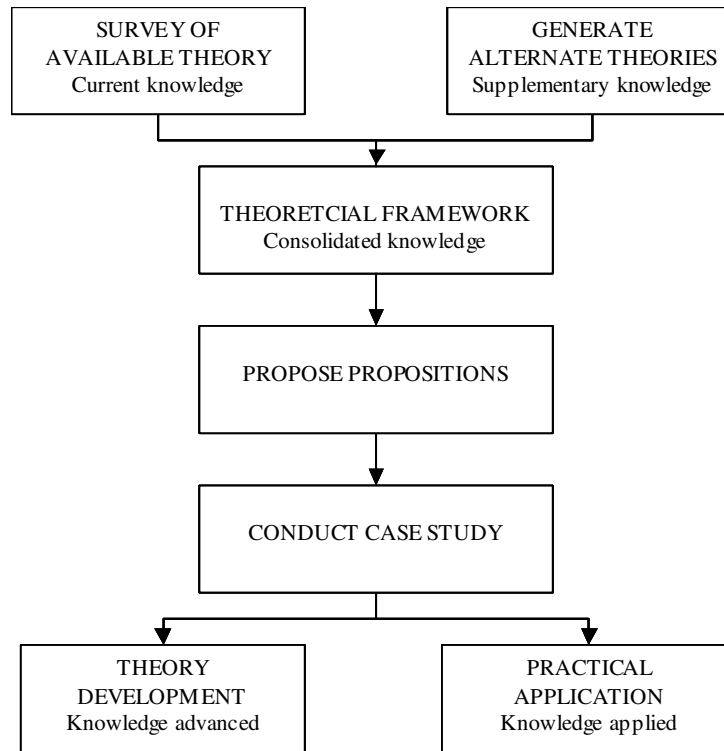 SURVEY OF
AVAILABLE THEORY
Current knowledge
GENERATE
ALTERNATE THEORIES
Supplementary knowledge
THEORETCIAL FRAMEWORK
Consolidated knowledge
PROPOSE PROPOSITIONS
CONDUCT CASE STUDY
THEORY
DEVELOPMENT
Knowledge advanced
PRACTICAL
APPLICATION
Knowledge applied